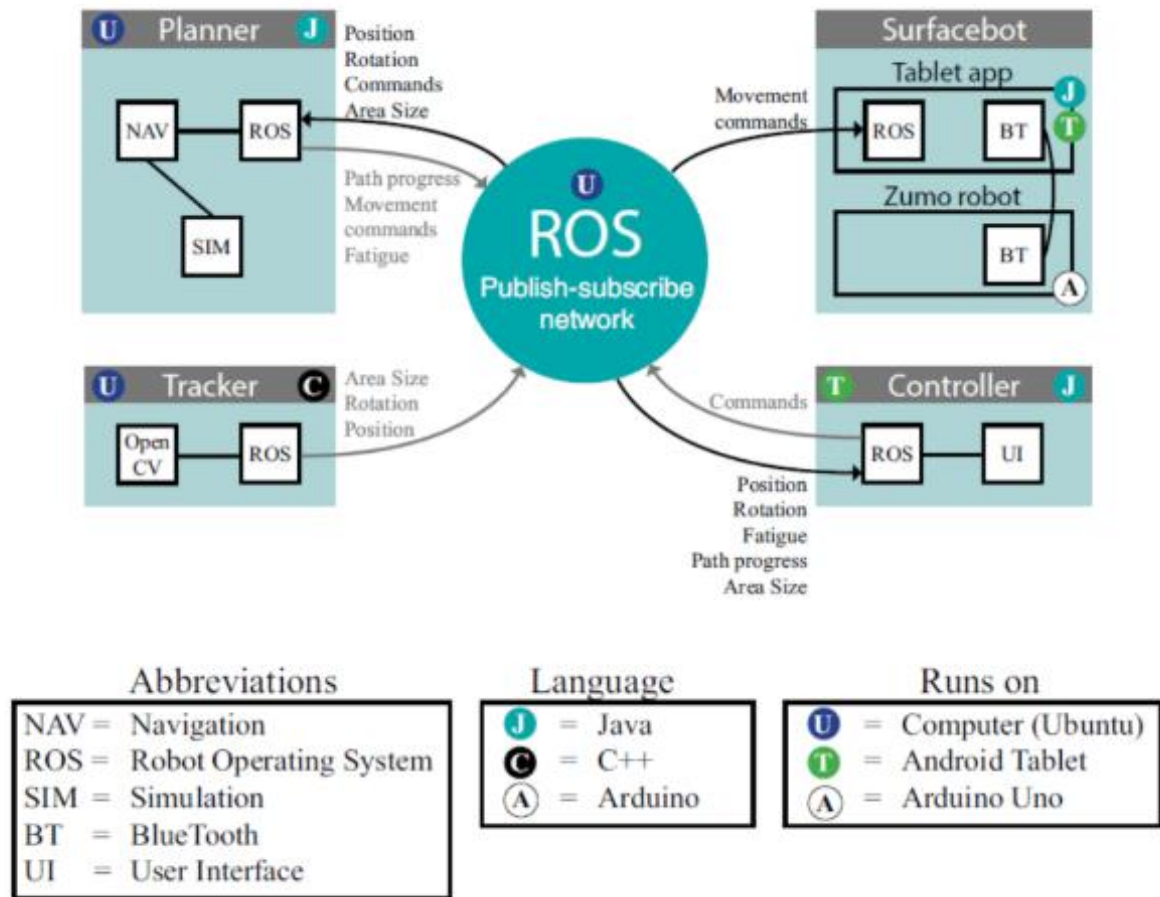 U Planner J
Position
Rotation
Commands
Area Size
NAV
ROS
SIM
Path progress
Movement
commands
Fatigue
U
ROS
Publish-subscribe
network
Movement
commands
Surfacebot
Tablet app
J
T
ROS
BT
Zumo robot
BT
A
U Tracker C
Open
CV
ROS
Area Size
Rotation
Position
T Controller J
Commands
ROS
UI
Position
Rotation
Fatigue
Path progress
Area Size
Abbreviations
NAV = Navigation
ROS = Robot Operating System
SIM = Simulation
BT = BlueTooth
UI = User Interface
Language
J = Java
C = C++
A = Arduino
Runs on
U = Computer (Ubuntu)
T = Android Tablet
A = Arduino Uno